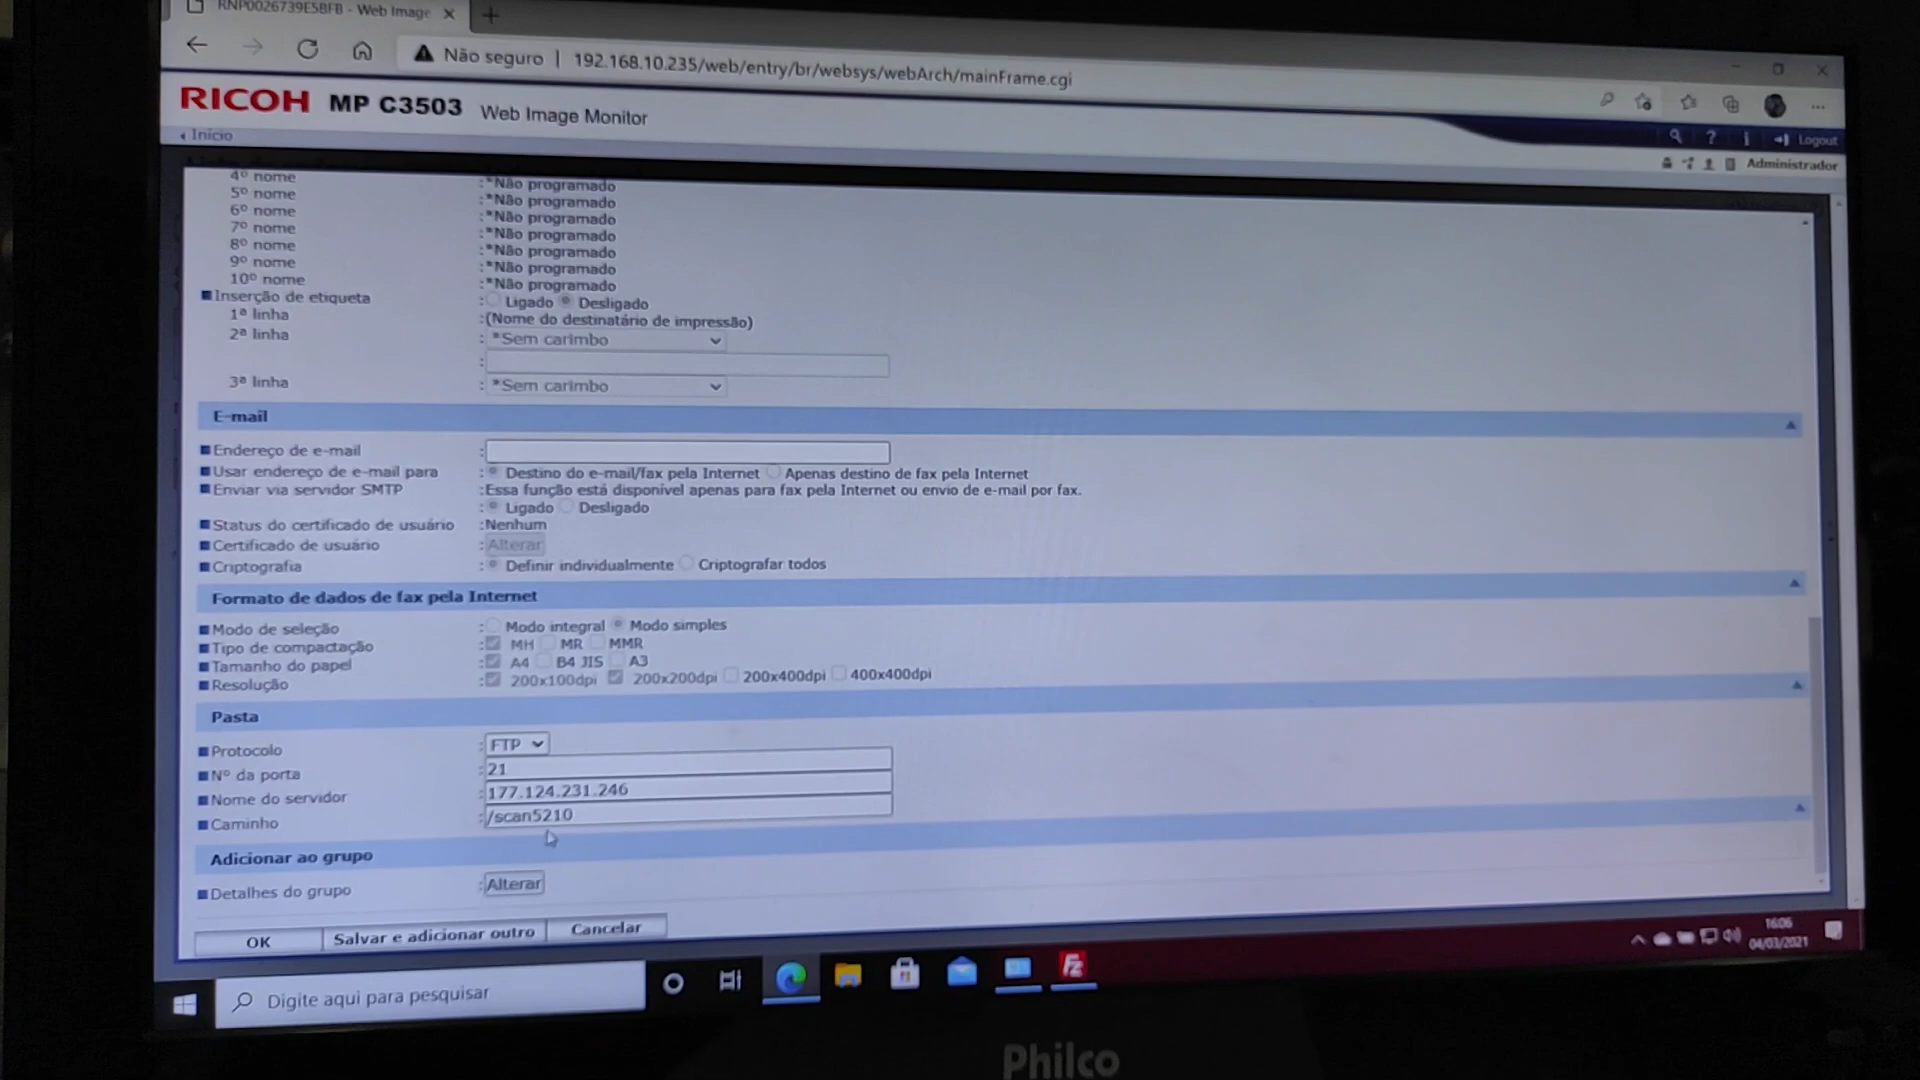 RNP0026739E5BFB - Web Image
Não seguro | 192.168.10.235/web/entry/br/websys/webArch/mainFrame.cgi
RICOH MP C3503 Web Image Monitor
Início
? i Logout
Administrador
4º nome :*Não programado
5º nome :*Não programado
6º nome :*Não programado
7º nome :*Não programado
8º nome :*Não programado
9º nome :*Não programado
10º nome :*Não programado
Inserção de etiqueta : Ligado Desligado
1ª linha :(Nome do destinatário de impressão)
2ª linha : *Sem carimbo
:
3ª linha : *Sem carimbo
E-mail
Endereço de e-mail :
Usar endereço de e-mail para : Destino do e-mail/fax pela Internet Apenas destino de fax pela Internet
Enviar via servidor SMTP :Essa função está disponível apenas para fax pela Internet ou envio de e-mail por fax.
: Ligado Desligado
Status do certificado de usuário :Nenhum
Certificado de usuário : Alterar
Criptografia : Definir individualmente Criptografar todos
Formato de dados de fax pela Internet
Modo de seleção : Modo integral Modo simples
Tipo de compactação : MH MR MMR
Tamanho do papel : A4 B4 JIS A3
Resolução : 200x100dpi 200x200dpi 200x400dpi 400x400dpi
Pasta
Protocolo : FTP
Nº da porta : 21
Nome do servidor : 177.124.231.246
Caminho : /scan5210
Adicionar ao grupo
Detalhes do grupo : Alterar
OK Salvar e adicionar outro Cancelar
16:06
04/03/2021
Digite aqui para pesquisar
Philco